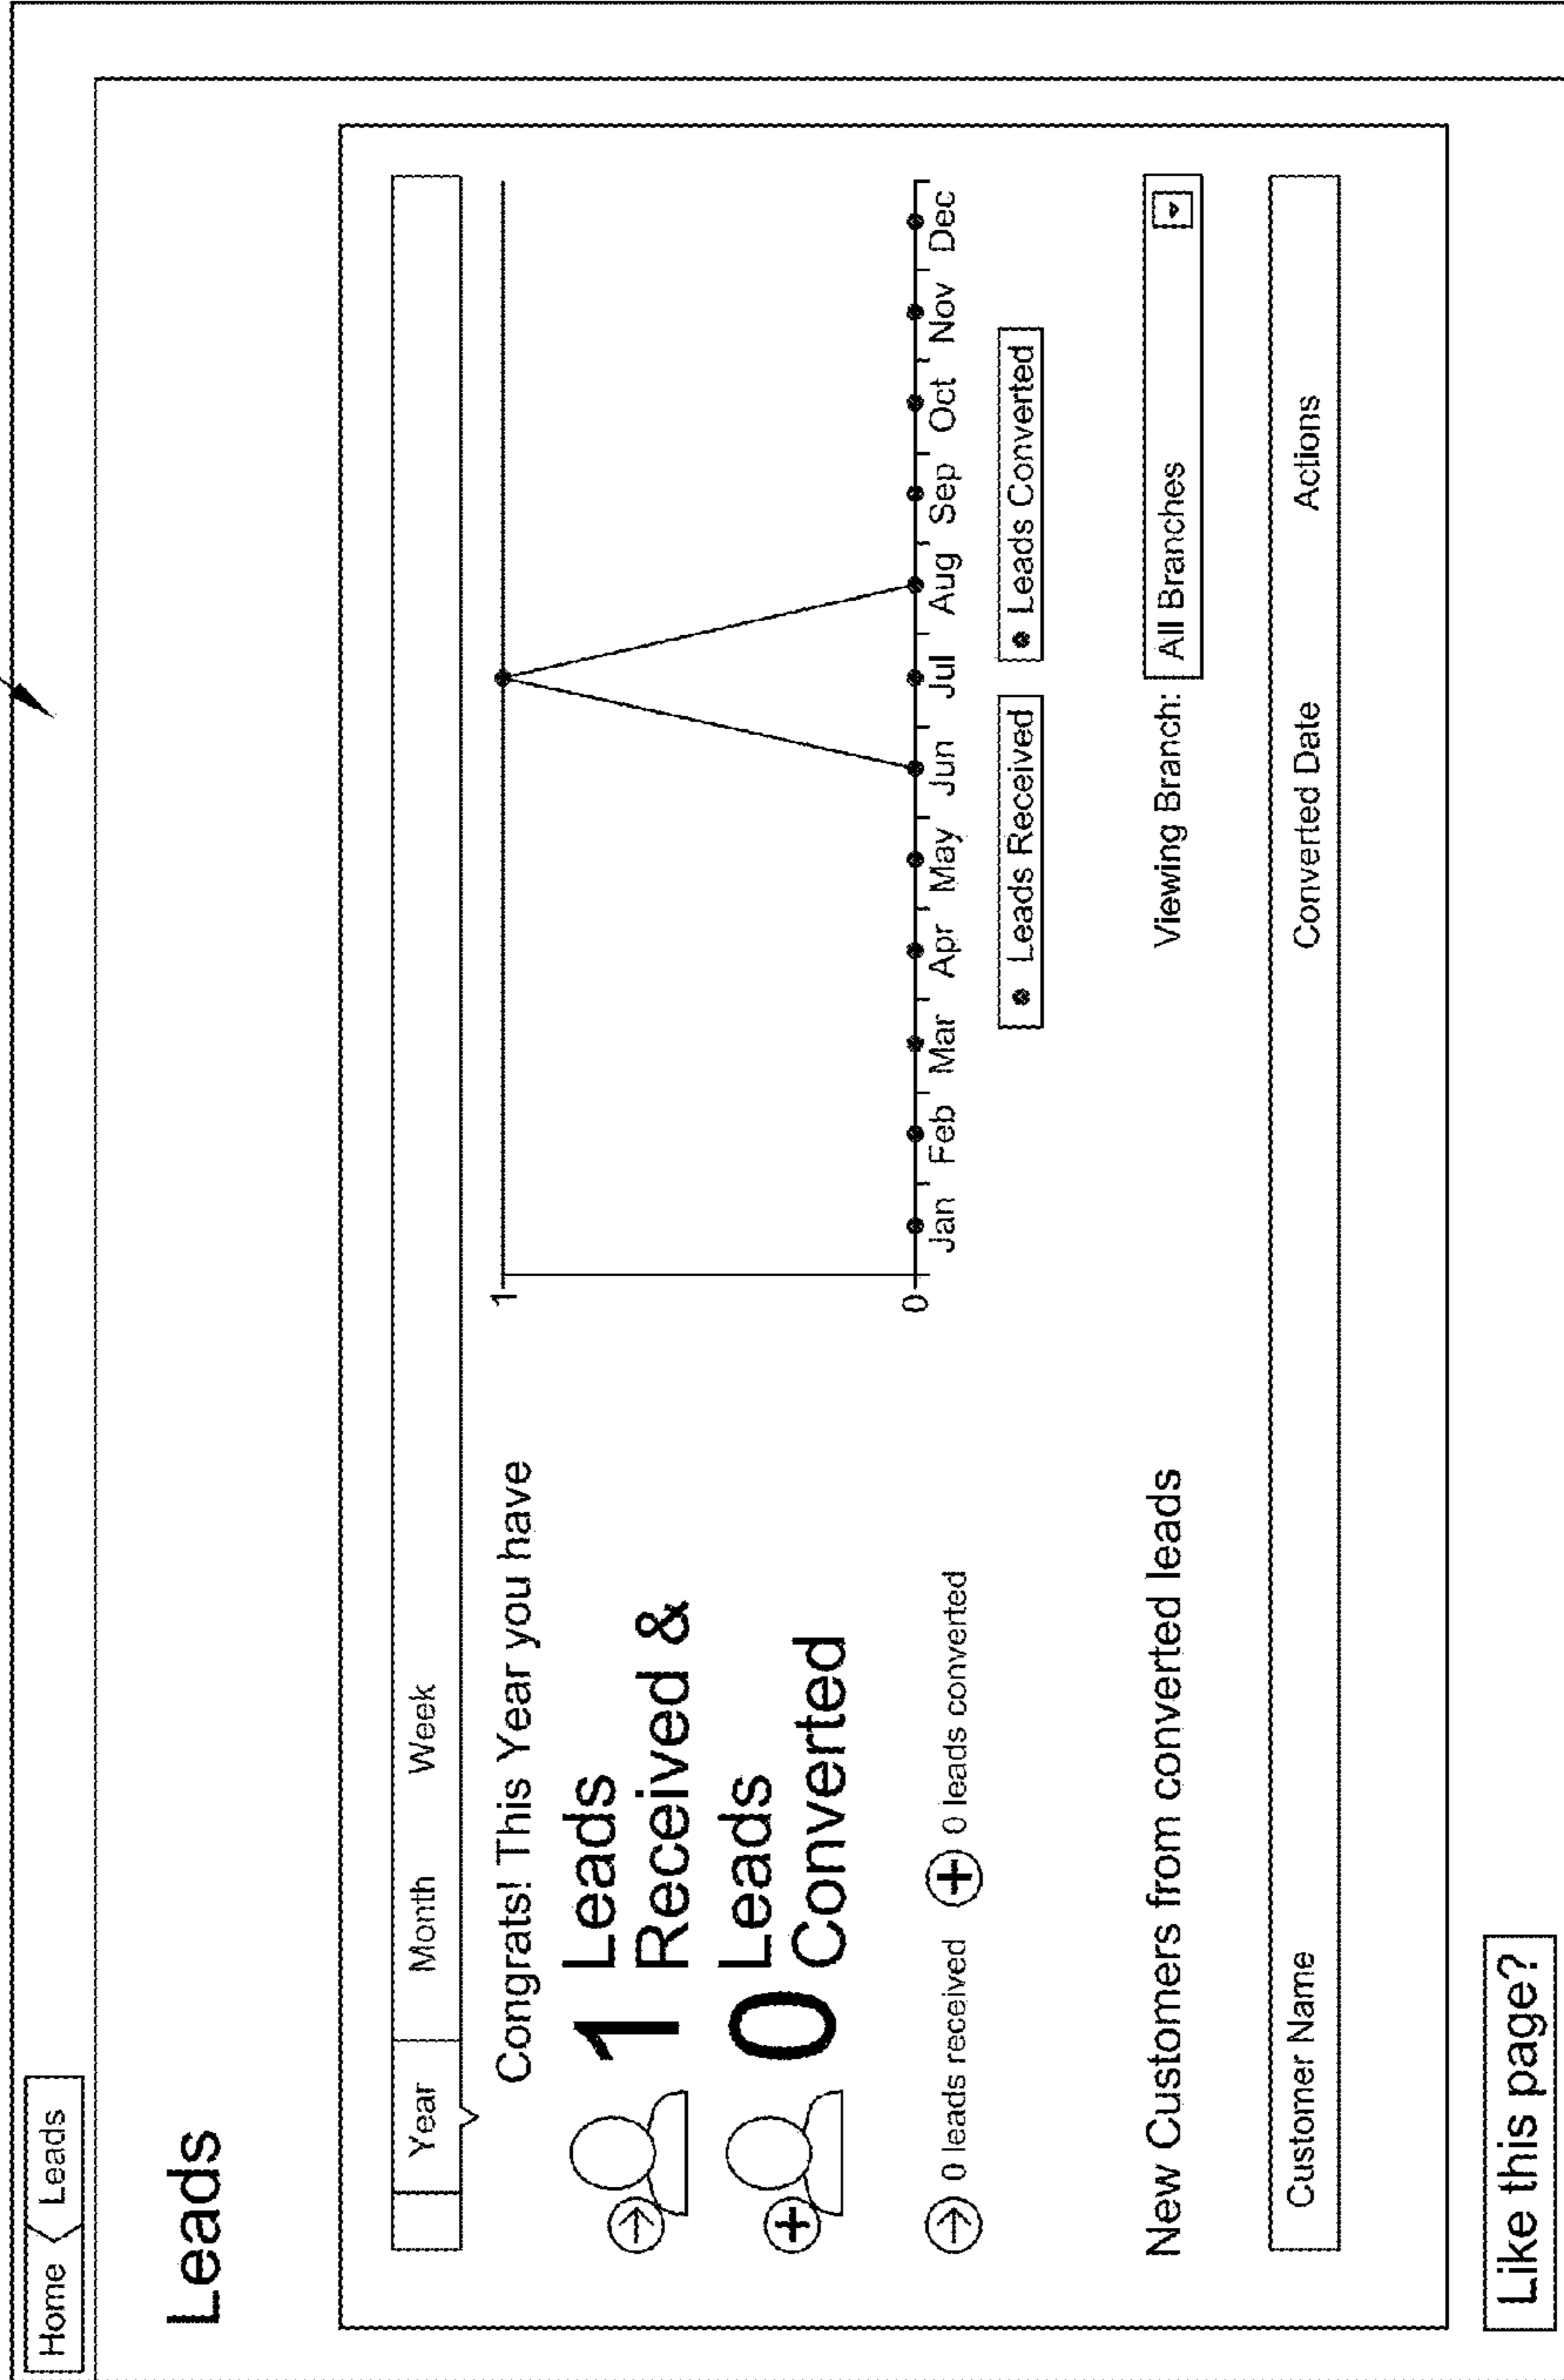 Home Leads
Leads
Year Month Week
Congrats! This Year you have
1 Leads
Received &
0 Leads
Converted
0 leads received 0 leads converted
1
0
Jan Feb Mar Apr May Jun Jul Aug Sep Oct Nov Dec
Leads Received Leads Converted
New Customers from converted leads
Viewing Branch: All Branches
Customer Name Converted Date Actions
Like this page?